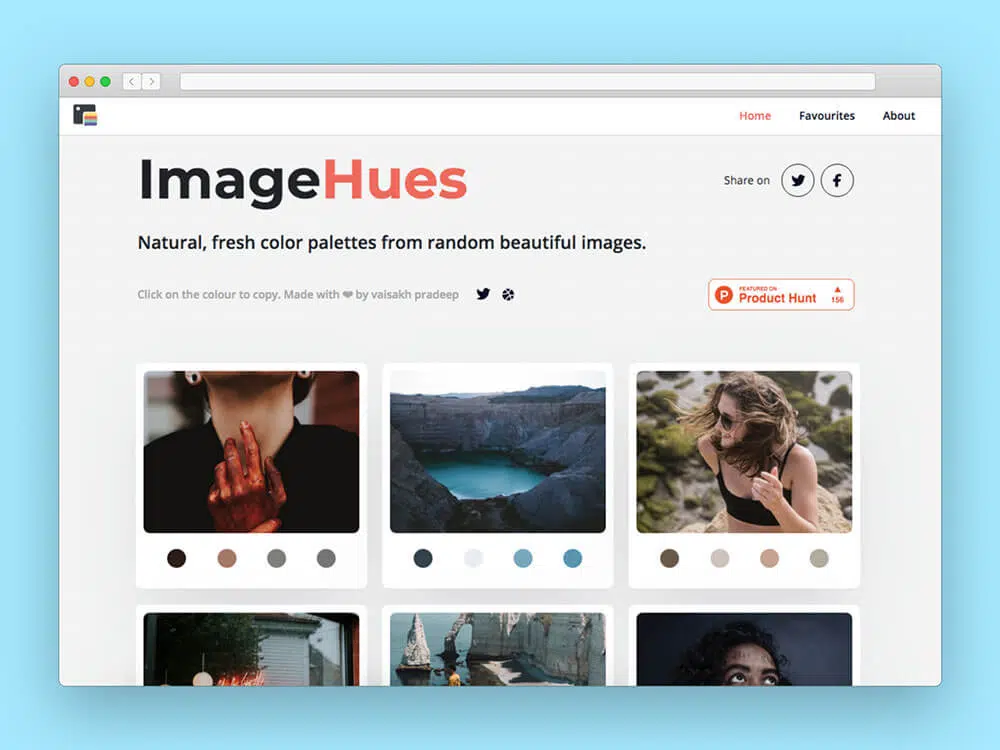 Home Favourites About
ImageHues
Share on
Natural, fresh color palettes from random beautiful images.
Click on the colour to copy. Made with ❤ by vaisakh pradeep
P FEATURED ON
Product Hunt
▲
156